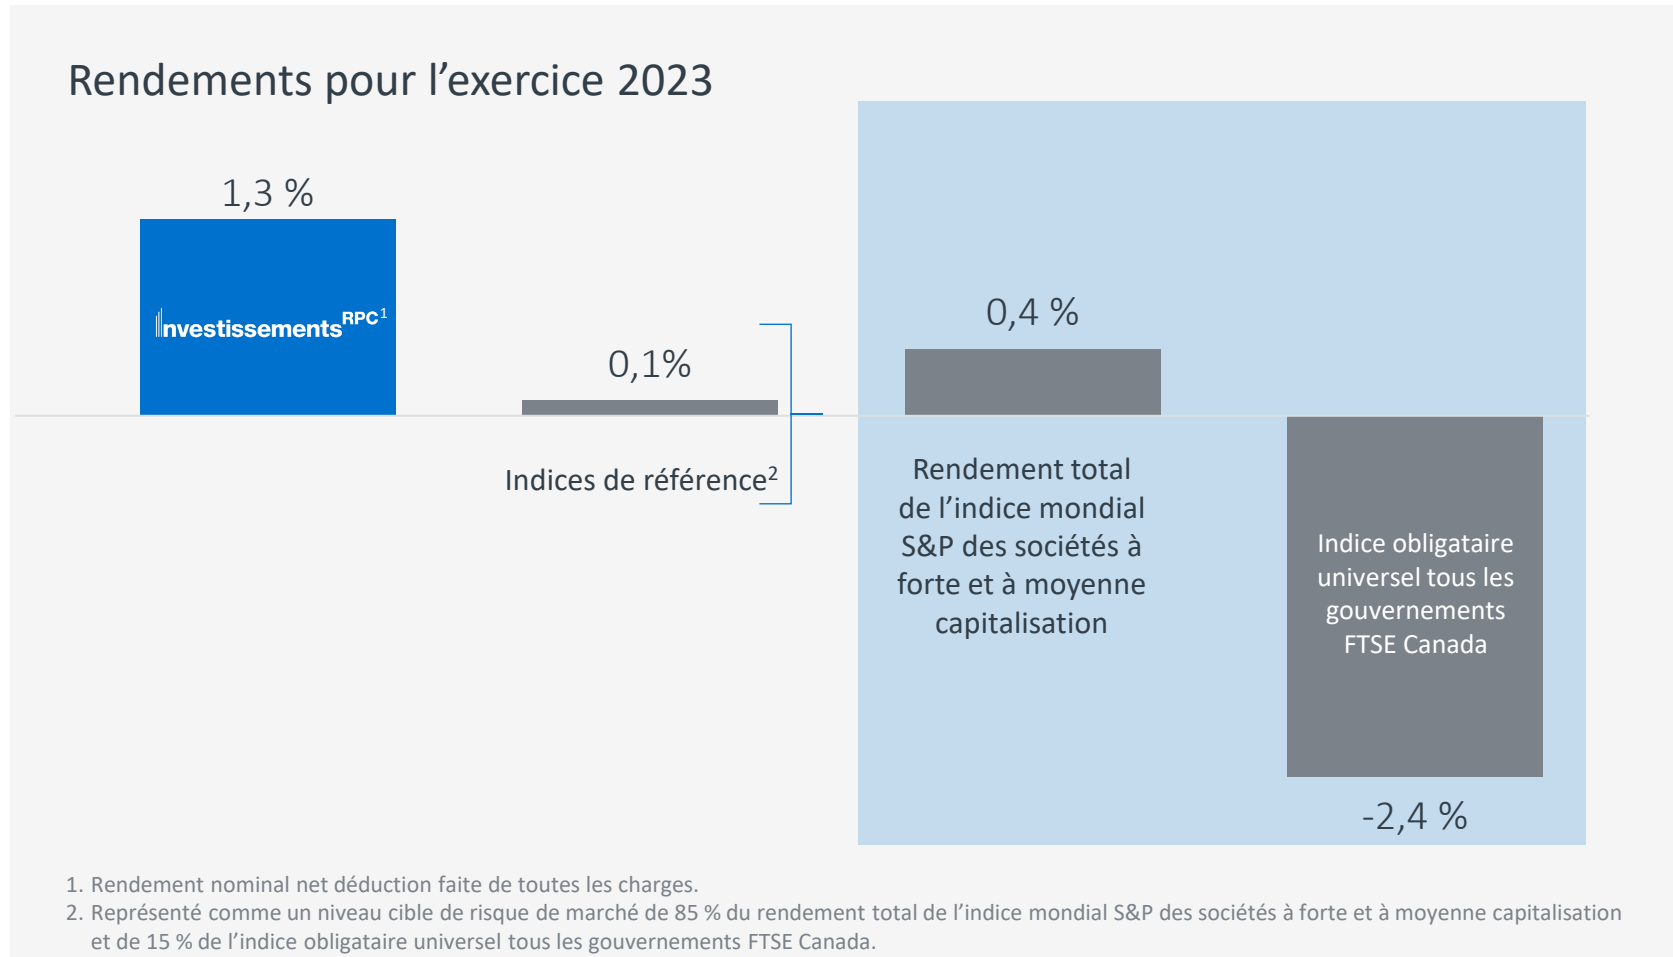 Rendements pour l’exercice 2023
1,3 %
Investissements RPC1
0,1%
Indices de référence2
0,4 %
Rendement total
de l’indice mondial
S&P des sociétés à
forte et à moyenne
capitalisation
Indice obligataire
universel tous les
gouvernements
FTSE Canada
-2,4 %
1. Rendement nominal net déduction faite de toutes les charges.
2. Représenté comme un niveau cible de risque de marché de 85 % du rendement total de l’indice mondial S&P des sociétés à forte et à moyenne capitalisation
et de 15 % de l’indice obligataire universel tous les gouvernements FTSE Canada.